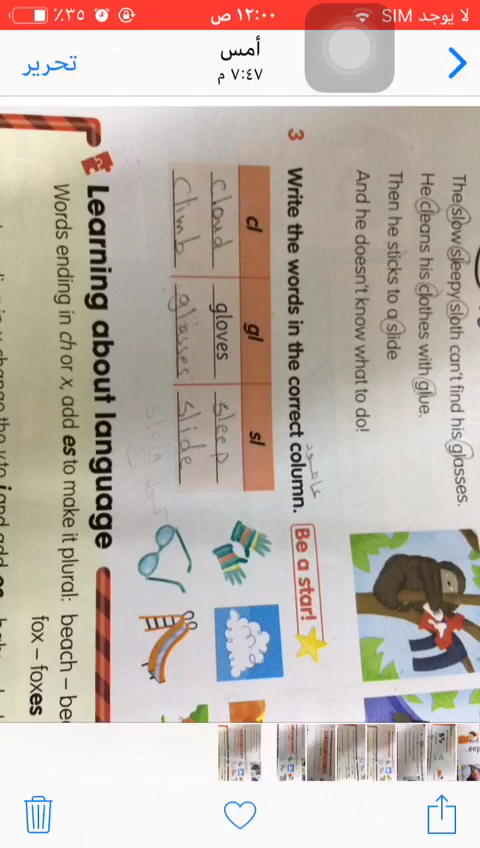 لا يوجد SIM ١٢:٠٠ ص ٪٣٥
أمس
٧:٤٧ م
تحرير
The slow sleepy sloth can't find his glasses.
He cleans his clothes with glue.
Then he sticks to a slide
And he doesn't know what to do!
3 Write the words in the correct column. Be a star!
عامود
cl gl sl
cloud gloves sleep
climb glasses slide
Learning about language
Words ending in ch or x, add es to make it plural: beach – be
fox – foxes